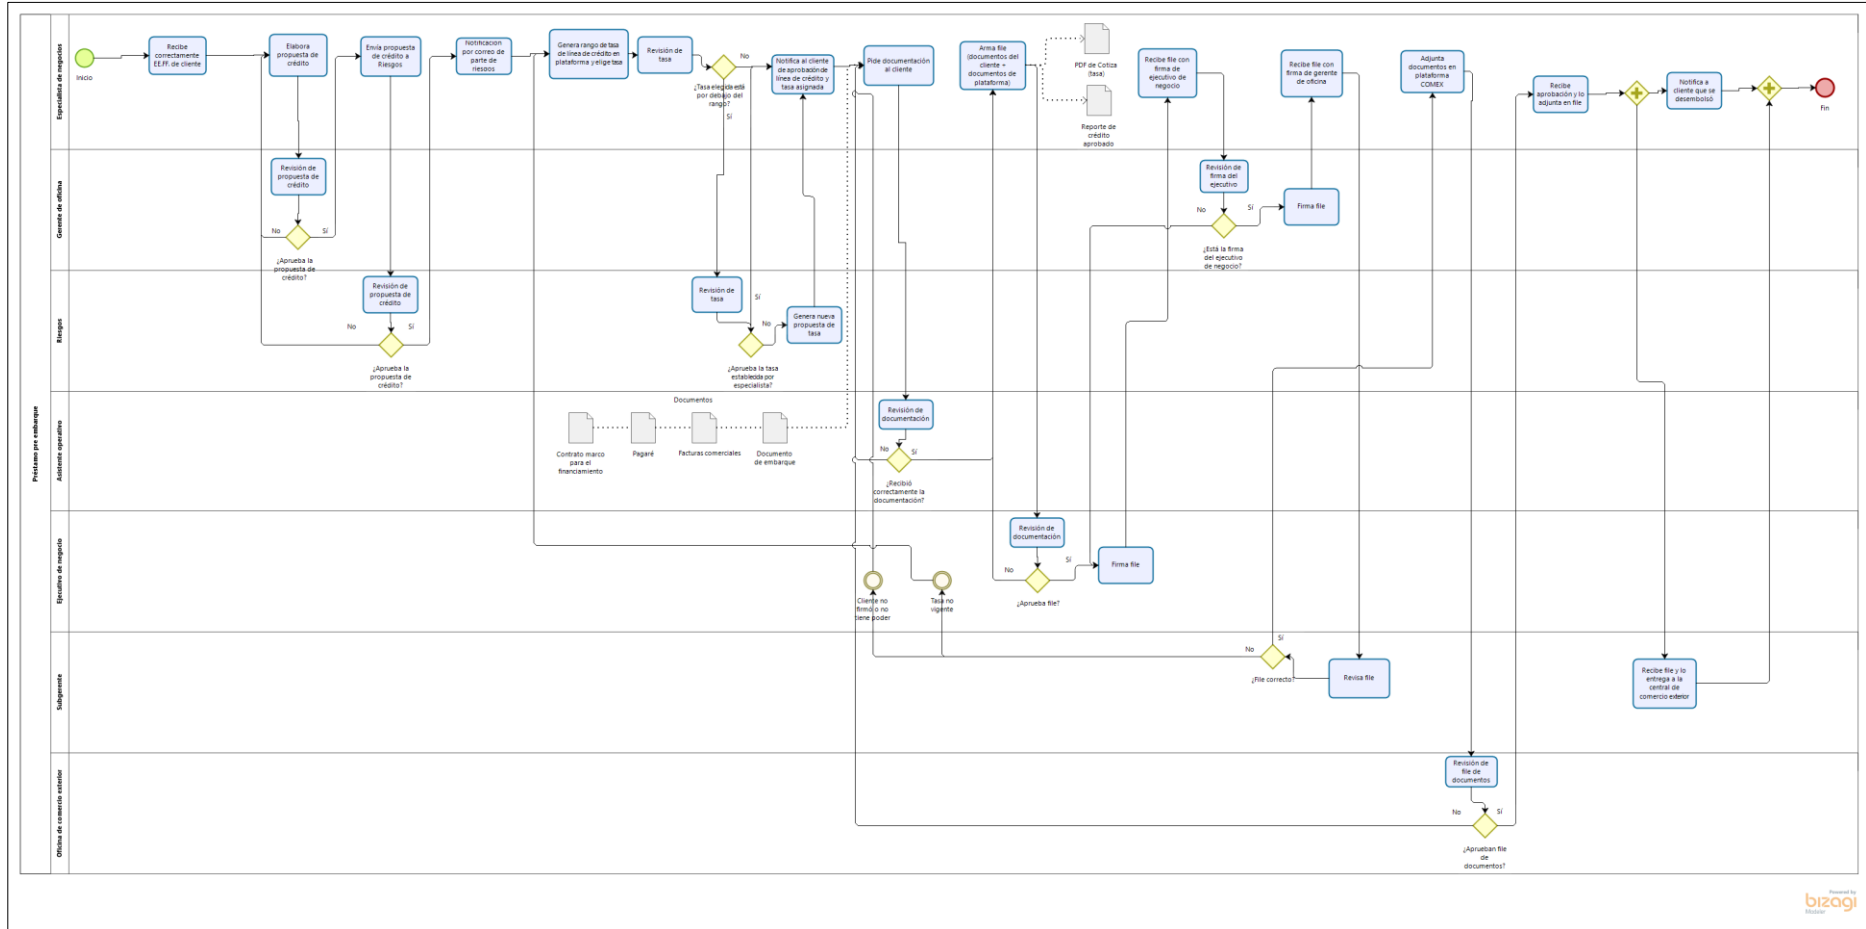 Préstamo pre embarque
Especialista de negocios
Inicio
Recibe
correctamente
EE.FF. de cliente
Elabora
propuesta de
crédito
Envía propuesta
de crédito a
Riesgos
Notificación
por correo de
parte de
riesgos
Genera rango de tasa
de línea de crédito en
plataforma y elige tasa
Revisión de
tasa
No
¿Tasa elegida está
por debajo del
rango?
Sí
Notifica al cliente
de aprobación de
línea de crédito y
tasa asignada
Pide documentación
al cliente
Arma file
(documentos del
cliente +
documentos de
plataforma)
PDF de Cotiza
(tasa)
Reporte de
crédito
aprobado
Recibe file con
firma de
ejecutivo de
negocio
Recibe file con
firma de gerente
de oficina
Adjunta
documentos en
plataforma
COMEX
Recibe
aprobación y lo
adjunta en file
Notifica a
cliente que se
desembolsó
Fin
Gerente de oficina
Revisión de
propuesta de
crédito
No
Sí
¿Aprueba la
propuesta de
crédito?
Revisión de
firma del
ejecutivo
No
Sí
¿Está la firma
del ejecutivo
de negocio?
Firma file
Riesgos
Revisión de
propuesta de
crédito
No
Sí
¿Aprueba la
propuesta de
crédito?
Revisión de
tasa
Sí
No
¿Aprueba la tasa
establecida por
especialista?
Genera nueva
propuesta de
tasa
Asistente operativo
Documentos
Contrato marco
para el
financiamiento
Pagaré
Facturas comerciales
Documento
de embarque
Revisión de
documentación
No
Sí
¿Recibió
correctamente la
documentación?
Ejecutivo de negocio
Cliente no
firmó o no
tiene poder
Tasa no
vigente
Revisión de
documentación
No
Sí
¿Aprueba file?
Firma file
Subgerente
Sí
No
¿File correcto?
Revisa file
Recibe file y lo
entrega a la
central de
comercio exterior
Oficina de comercio exterior
Revisión de
file de
documentos
No
Sí
¿Aprueban file
de
documentos?
Powered by
bizagi
Modeler